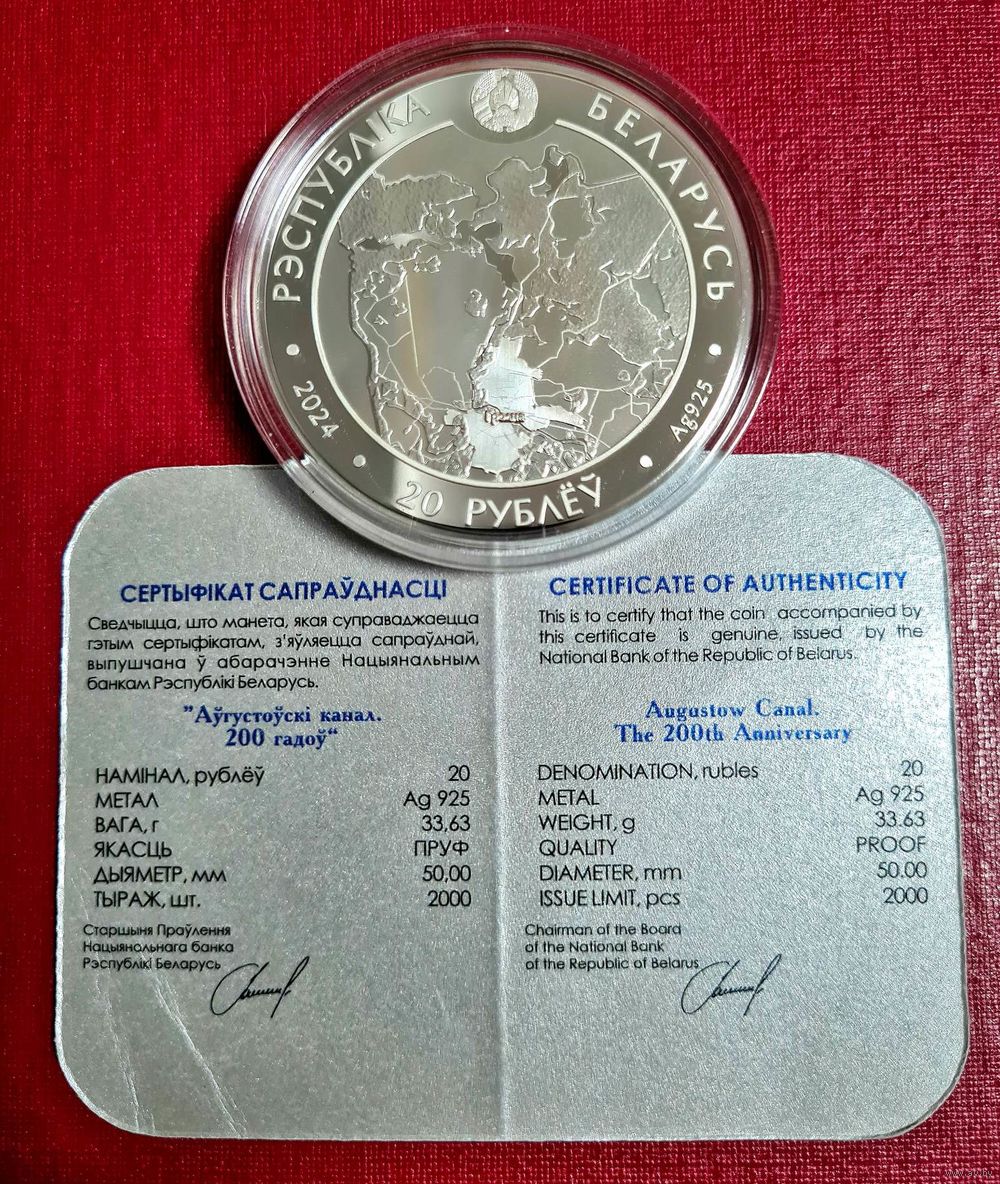 РЭСПУБЛІКА БЕЛАРУСЬ
2024
Ag925
20 РУБЛЁЎ
СЕРТЫФІКАТ САПРАЎДНАСЦІ
Сведчыцца, што манета, якая суправаджаецца
гэтым сертыфікатам, з'яўляецца сапраўднай,
выпушчана ў абарачэнне Нацыянальным
банкам Рэспублікі Беларусь.
"Аўгустоўскі канал.
200 гадоў“
НАМІНАЛ, рублёў 20
МЕТАЛ Ag 925
ВАГА, г 33,63
ЯКАСЦЬ ПРУФ
ДЫЯМЕТР, мм 50,00
ТЫРАЖ, шт. 2000
Старшыня Праўлення
Нацыянальнага банка
Рэспублікі Беларусь
CERTIFICATE OF AUTHENTICITY
This is to certify that the coin accompanied by
this certificate is genuine, issued by the
National Bank of the Republic of Belarus.
Augustow Canal.
The 200th Anniversary
DENOMINATION, rubles 20
METAL Ag 925
WEIGHT, g 33.63
QUALITY PROOF
DIAMETER, mm 50.00
ISSUE LIMIT, pcs 2000
Chairman of the Board
of the National Bank
of the Republic of Belarus